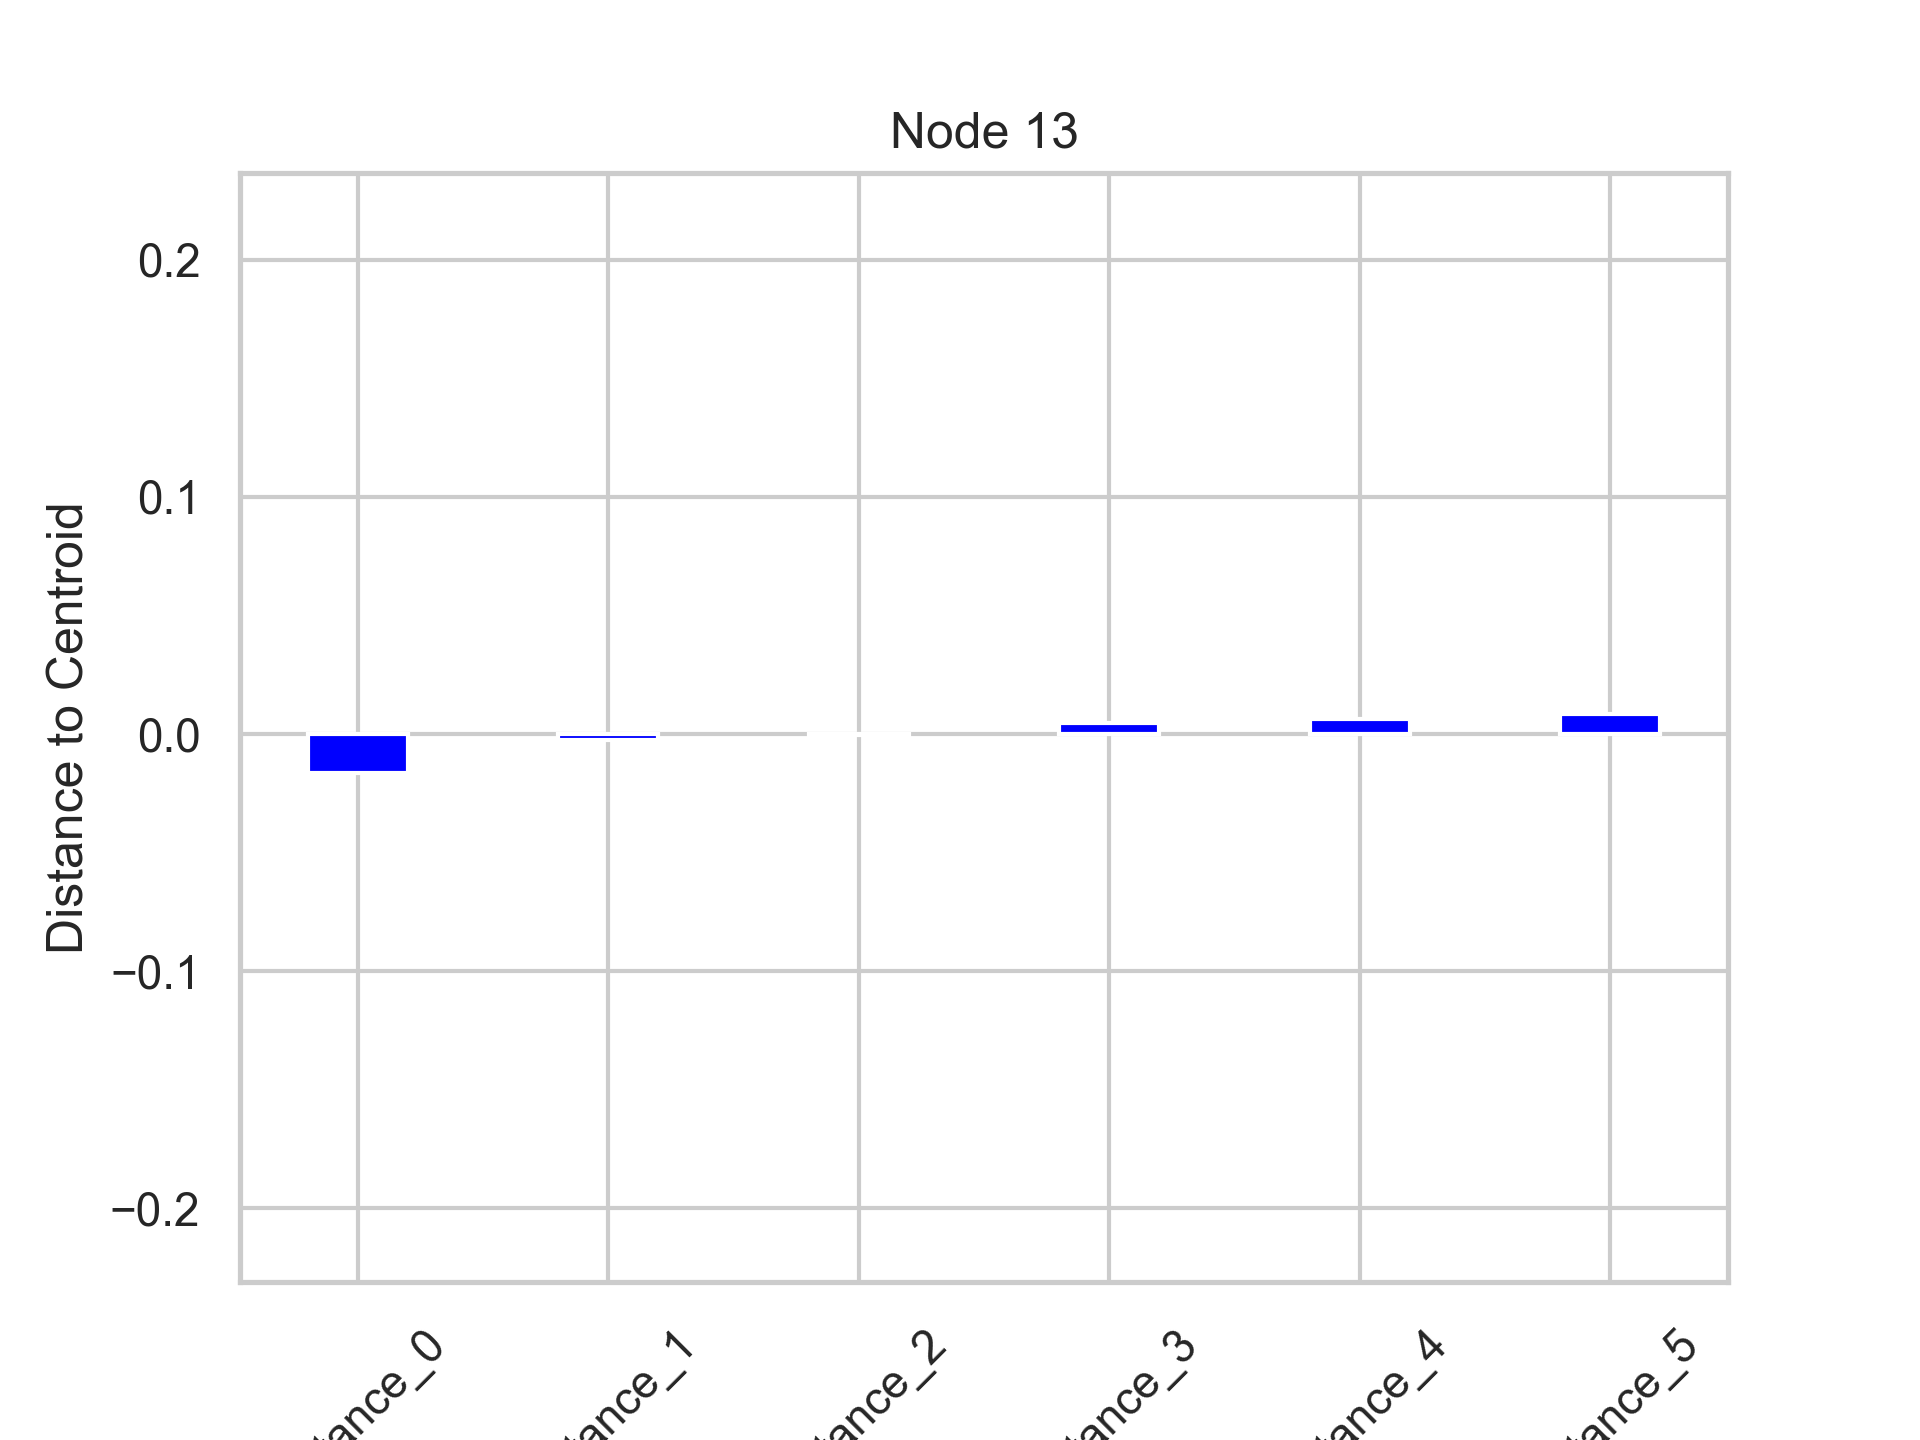 Node 13
Distance to Centroid
0.2
0.1
0.0
−0.1
−0.2
tance_0
tance_1
tance_2
tance_3
tance_4
tance_5